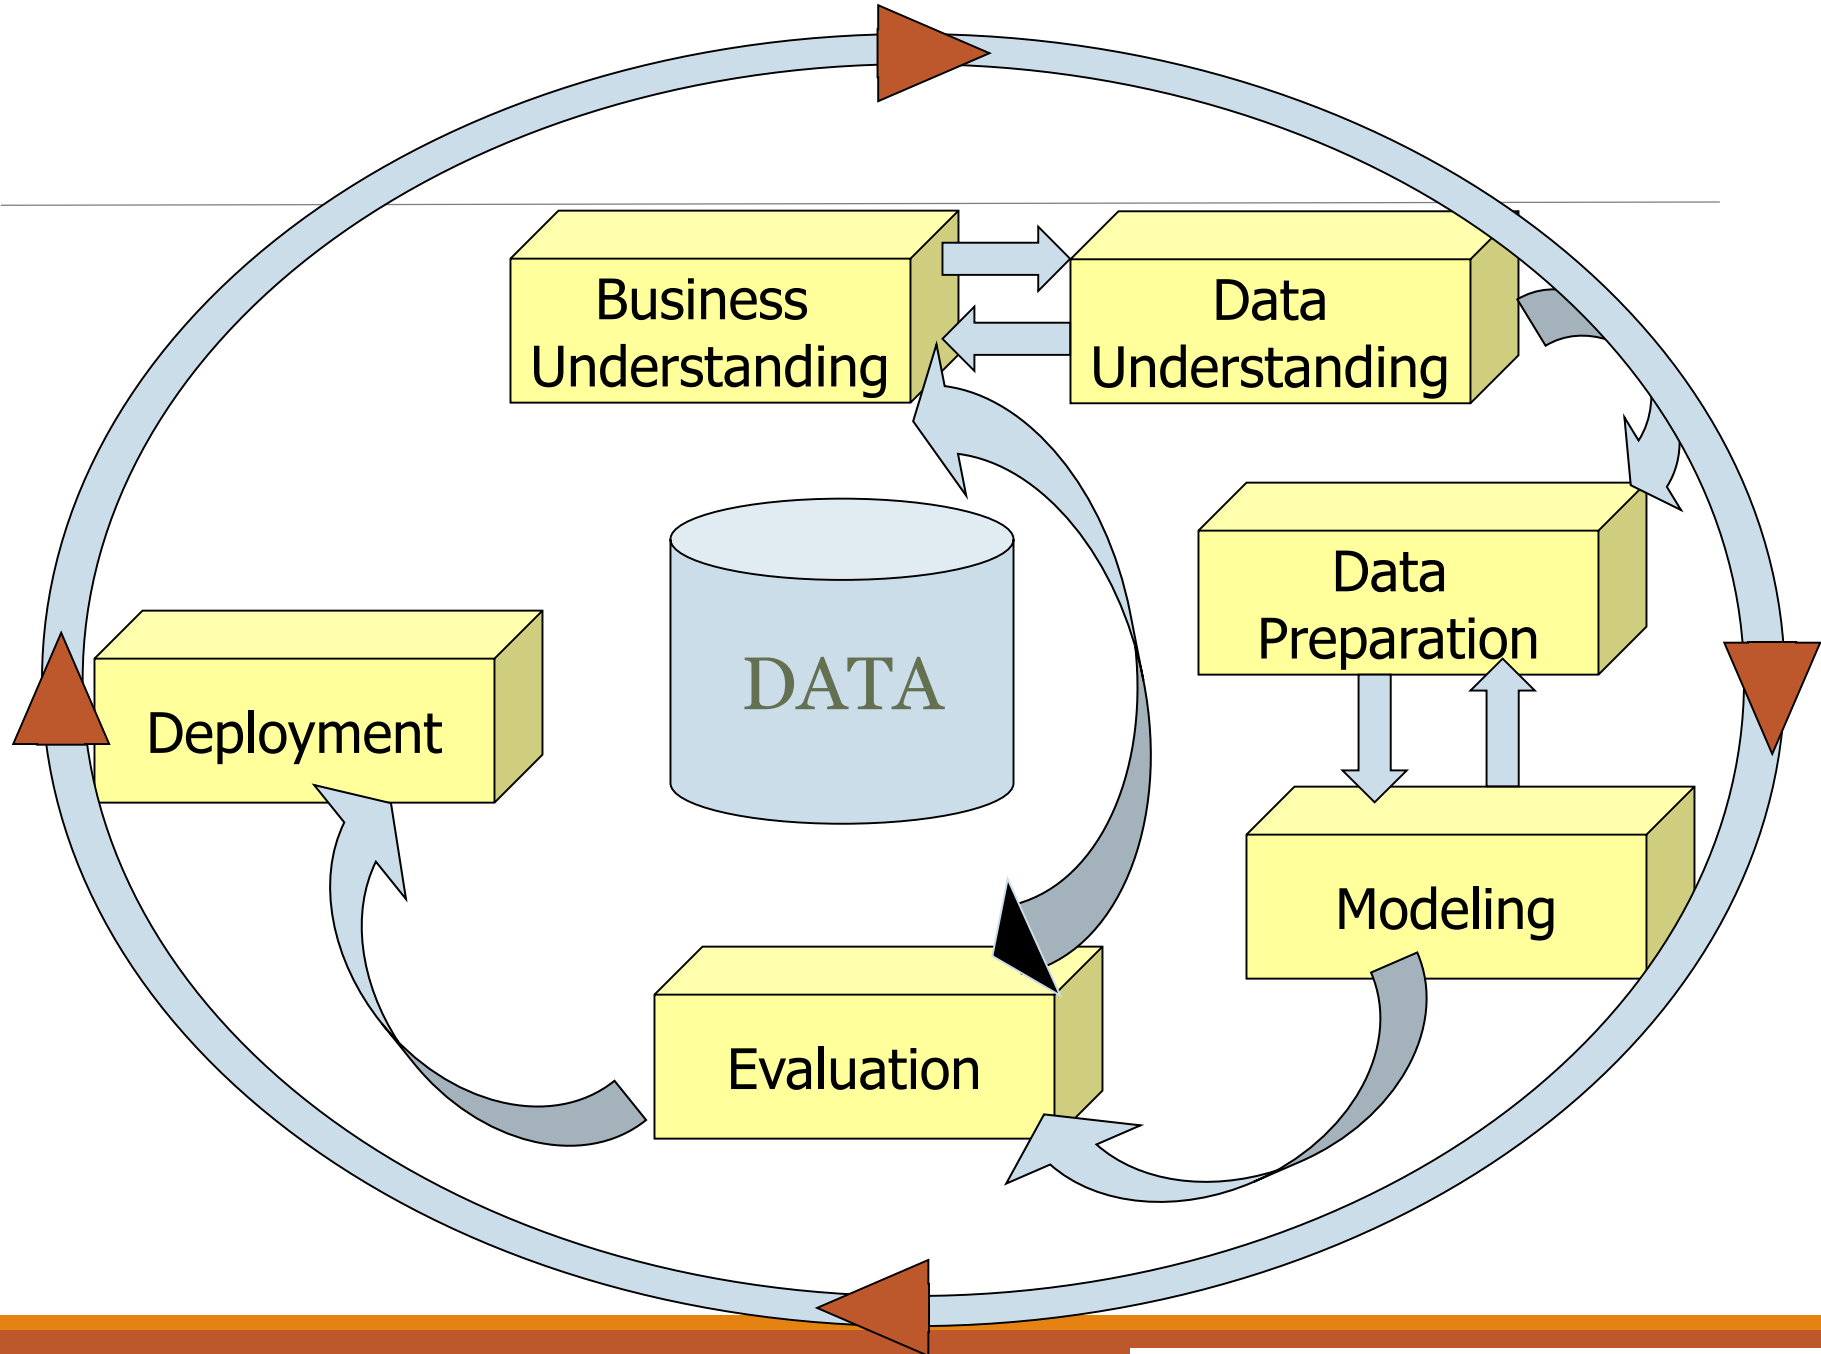 Business
Understanding
Data
Understanding
Data
Preparation
Modeling
Evaluation
Deployment
DATA